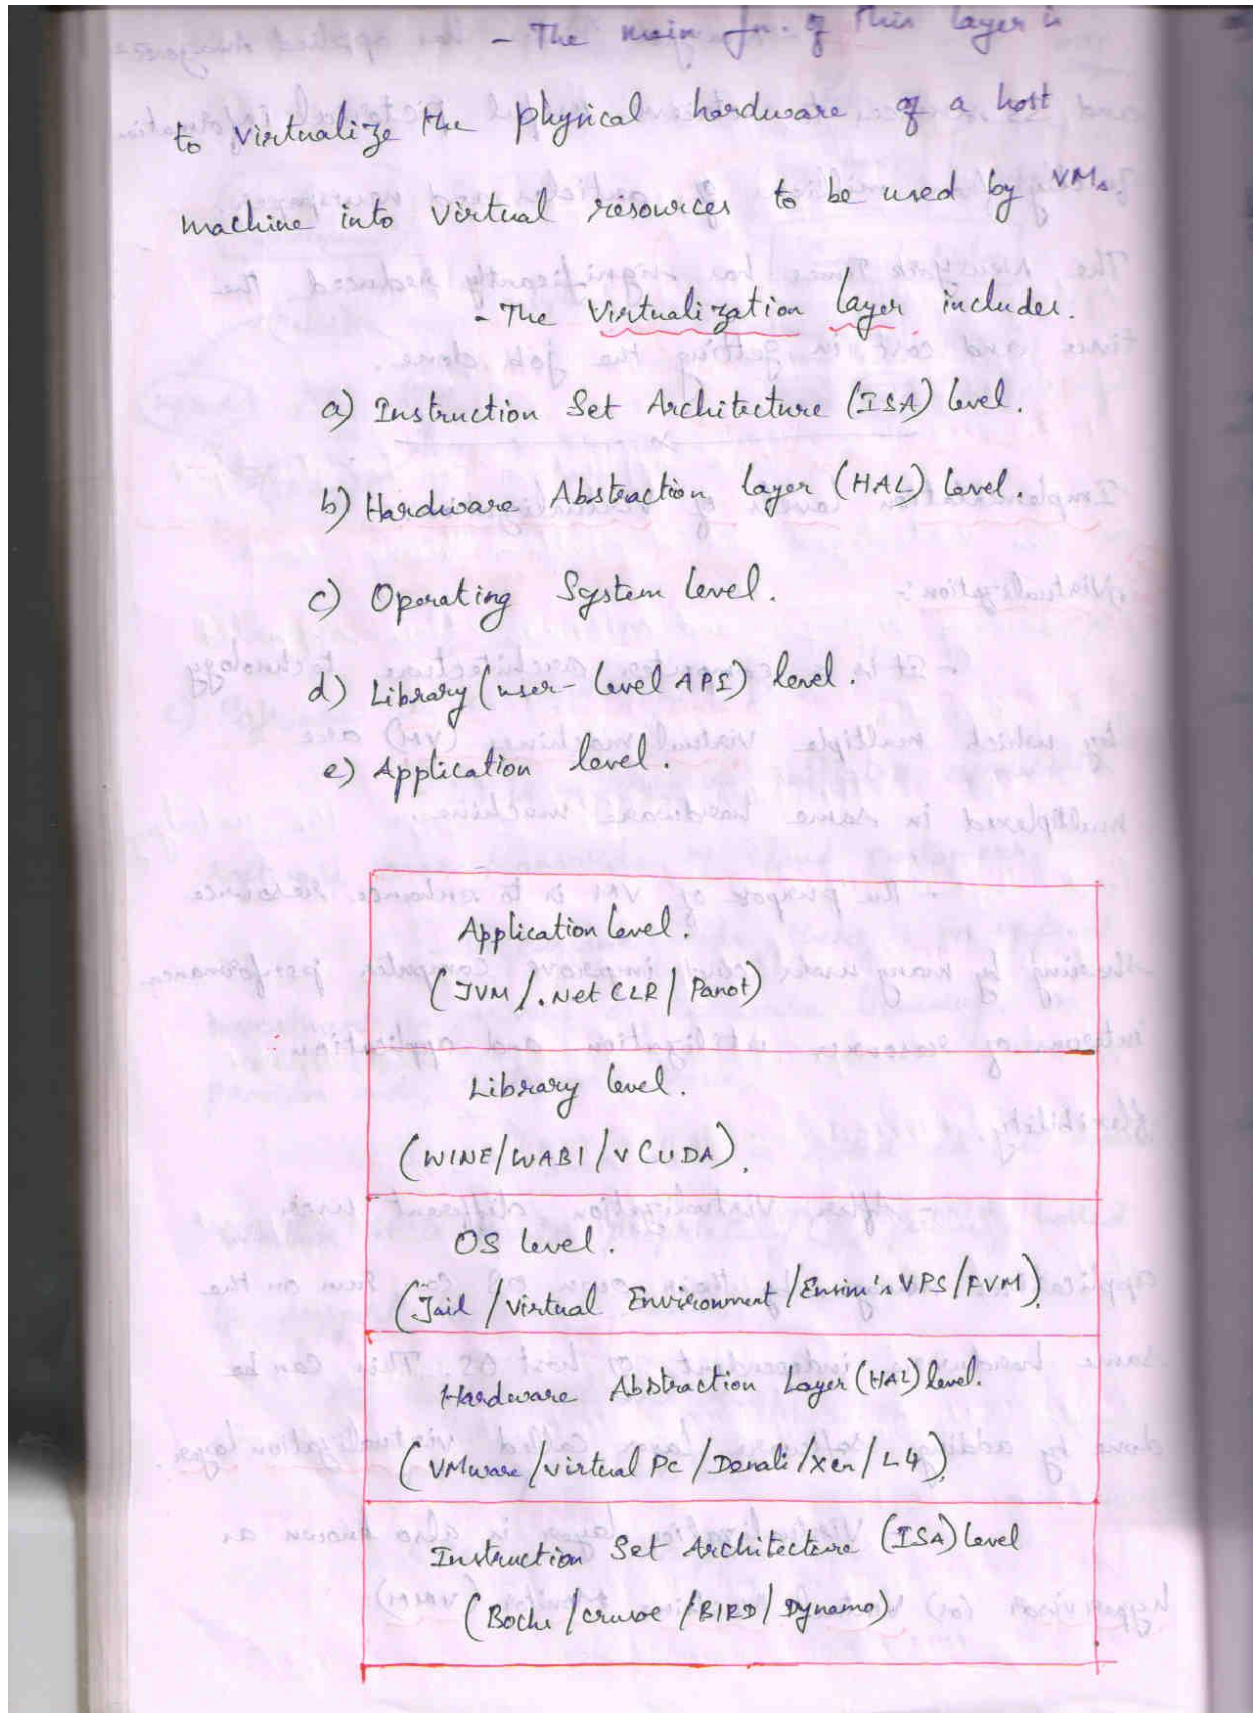 - The main fn. of this layer is
to virtualize the physical hardware of a host
machine into virtual resources to be used by VMs.
- The Virtualization layer includes.
a) Instruction Set Architecture (ISA) level.
b) Hardware Abstraction layer (HAL) level.
c) Operating System level.
d) Library (user-level API) level.
e) Application level.
Application level.
(JVM / .Net CLR / Panot)
Library level.
(WINE/WABI/VCUDA).
OS level.
(Jail / Virtual Environment / Ensim's VPS / FVM).
Hardware Abstraction Layer (HAL) level.
(VMware / Virtual Pc / Denali / Xen / L4).
Instruction Set Architecture (ISA) level
(Bochs / crusoe / BIRD / Dynamo)